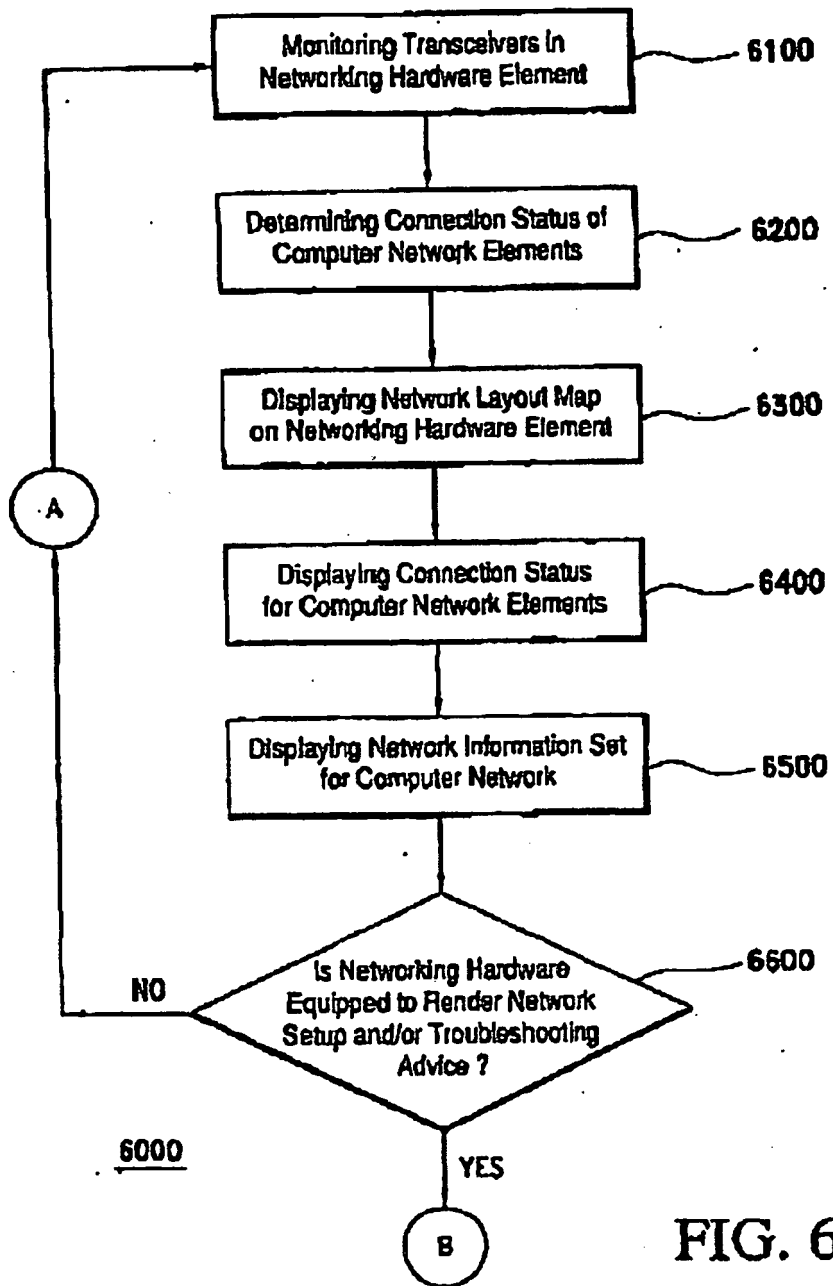 Monitoring Transceivers in
Networking Hardware Element
6100
Determining Connection Status of
Computer Network Elements
6200
Displaying Network Layout Map
on Networking Hardware Element
6300
A
Displaying Connection Status
for Computer Network Elements
6400
Displaying Network Information Set
for Computer Network
6500
Is Networking Hardware
Equipped to Render Network
Setup and/or Troubleshooting
Advice ?
6600
NO
6000
YES
B
FIG. 6